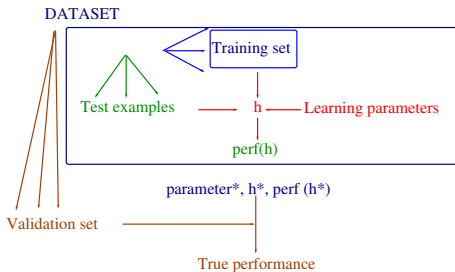 DATASET
Training set
Test examples
h
Learning parameters
perf(h)
parameter*, h*, perf (h*)
Validation set
True performance